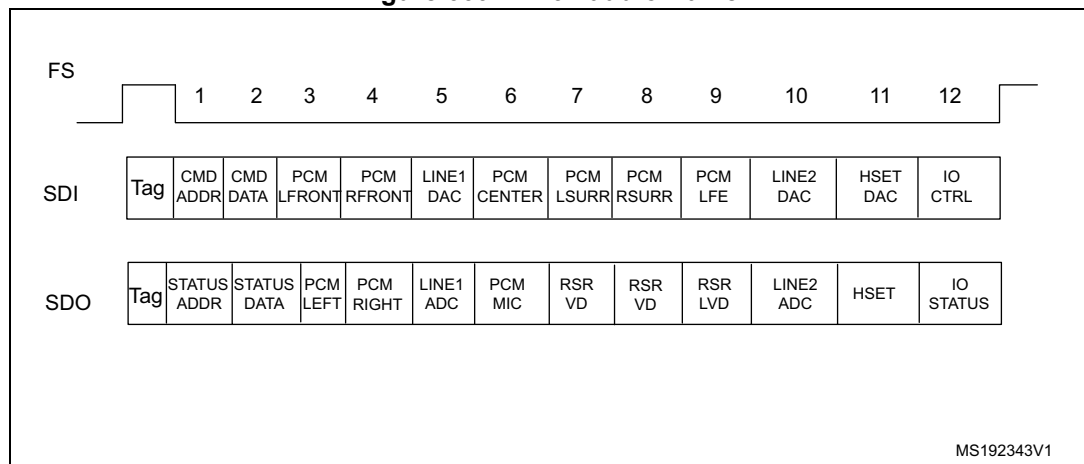 FS
1 2 3 4 5 6 7 8 9 10 11 12
SDI
Tag CMD ADDR CMD DATA PCM LFRONT PCM RFRONT LINE1 DAC PCM CENTER PCM LSURR PCM RSURR PCM LFE LINE2 DAC HSET DAC IO CTRL
SDO
Tag STATUS ADDR STATUS DATA PCM LEFT PCM RIGHT LINE1 ADC PCM MIC RSR VD RSR VD RSR LVD LINE2 ADC HSET IO STATUS
MS192343V1